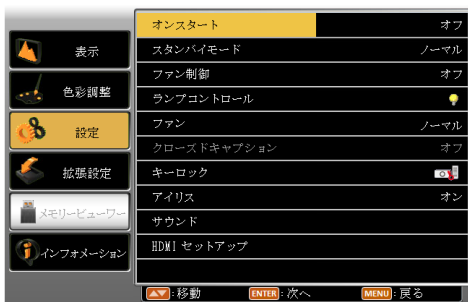 表示
色彩調整
設定
拡張設定
メモリービューワー
インフォメーション
オンスタート オフ
スタンバイモード ノーマル
ファン制御 オフ
ランプコントロール
ファン ノーマル
クローズドキャプション オフ
キーロック
アイリス オン
サウンド
HDMI セットアップ
:移動 ENTER:次へ MENU:戻る